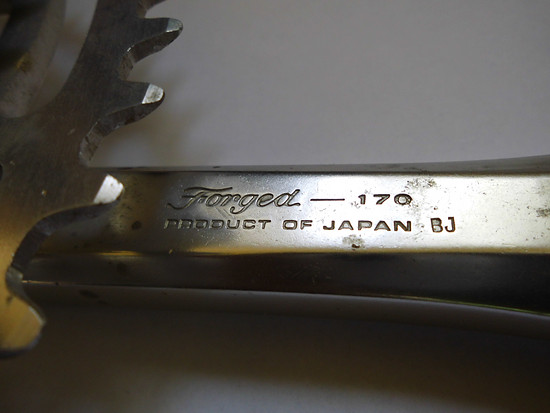 Forged — 170
PRODUCT OF JAPAN BJ